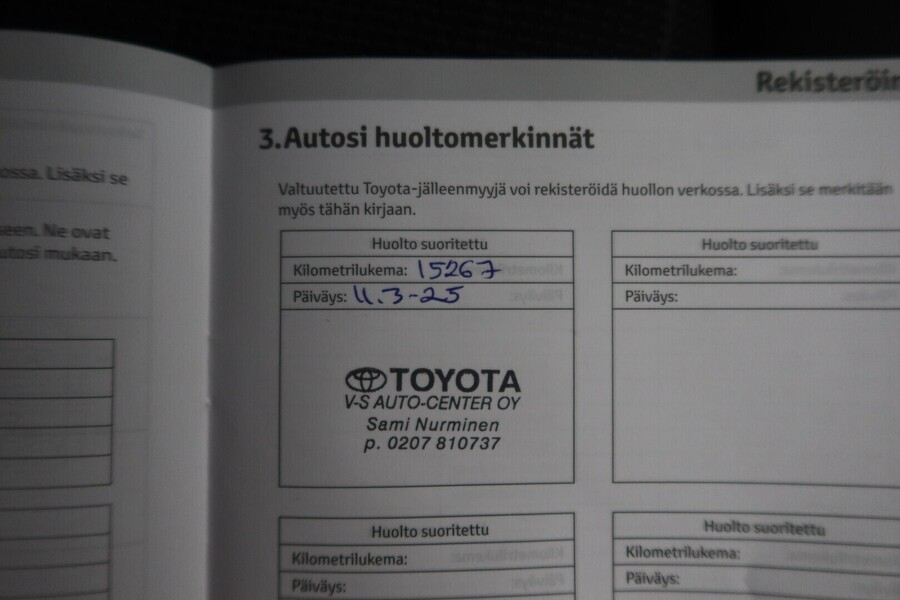 ossa. Lisäksi se
seen. Ne ovat
autosi mukaan.
Rekisteröin
3.Autosi huoltomerkinnät
Valtuutettu Toyota-jälleenmyyjä voi rekisteröidä huollon verkossa. Lisäksi se merkitään
myös tähän kirjaan.
Huolto suoritettu
Kilometrilukema: 15267
Päiväys: 11.3-25
TOYOTA
V-S AUTO-CENTER OY
Sami Nurminen
p. 0207 810737
Huolto suoritettu
Kilometrilukema:
Päiväys:
Huolto suoritettu
Kilometrilukema:
Päiväys:
Huolto suoritettu
Kilometrilukema:
Päiväys: